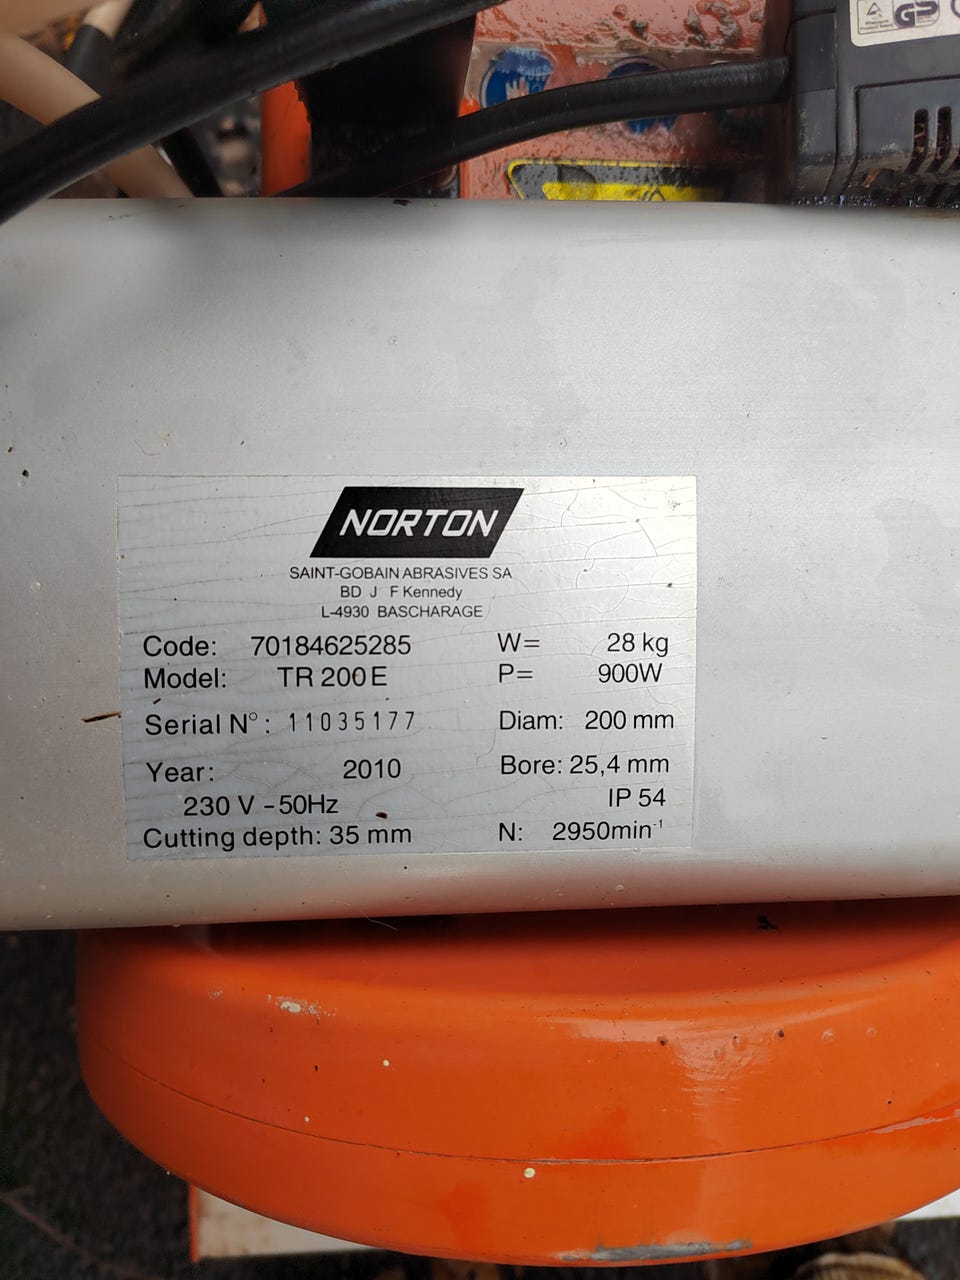 GS
NORTON
SAINT-GOBAIN ABRASIVES SA
BD J F Kennedy
L-4930 BASCHARAGE
Code: 70184625285
W= 28 kg
Model: TR 200 E
P= 900W
Serial N°: 11035177
Diam: 200 mm
Year: 2010
Bore: 25,4 mm
230 V - 50Hz
IP 54
Cutting depth: 35 mm
N: 2950min⁻¹